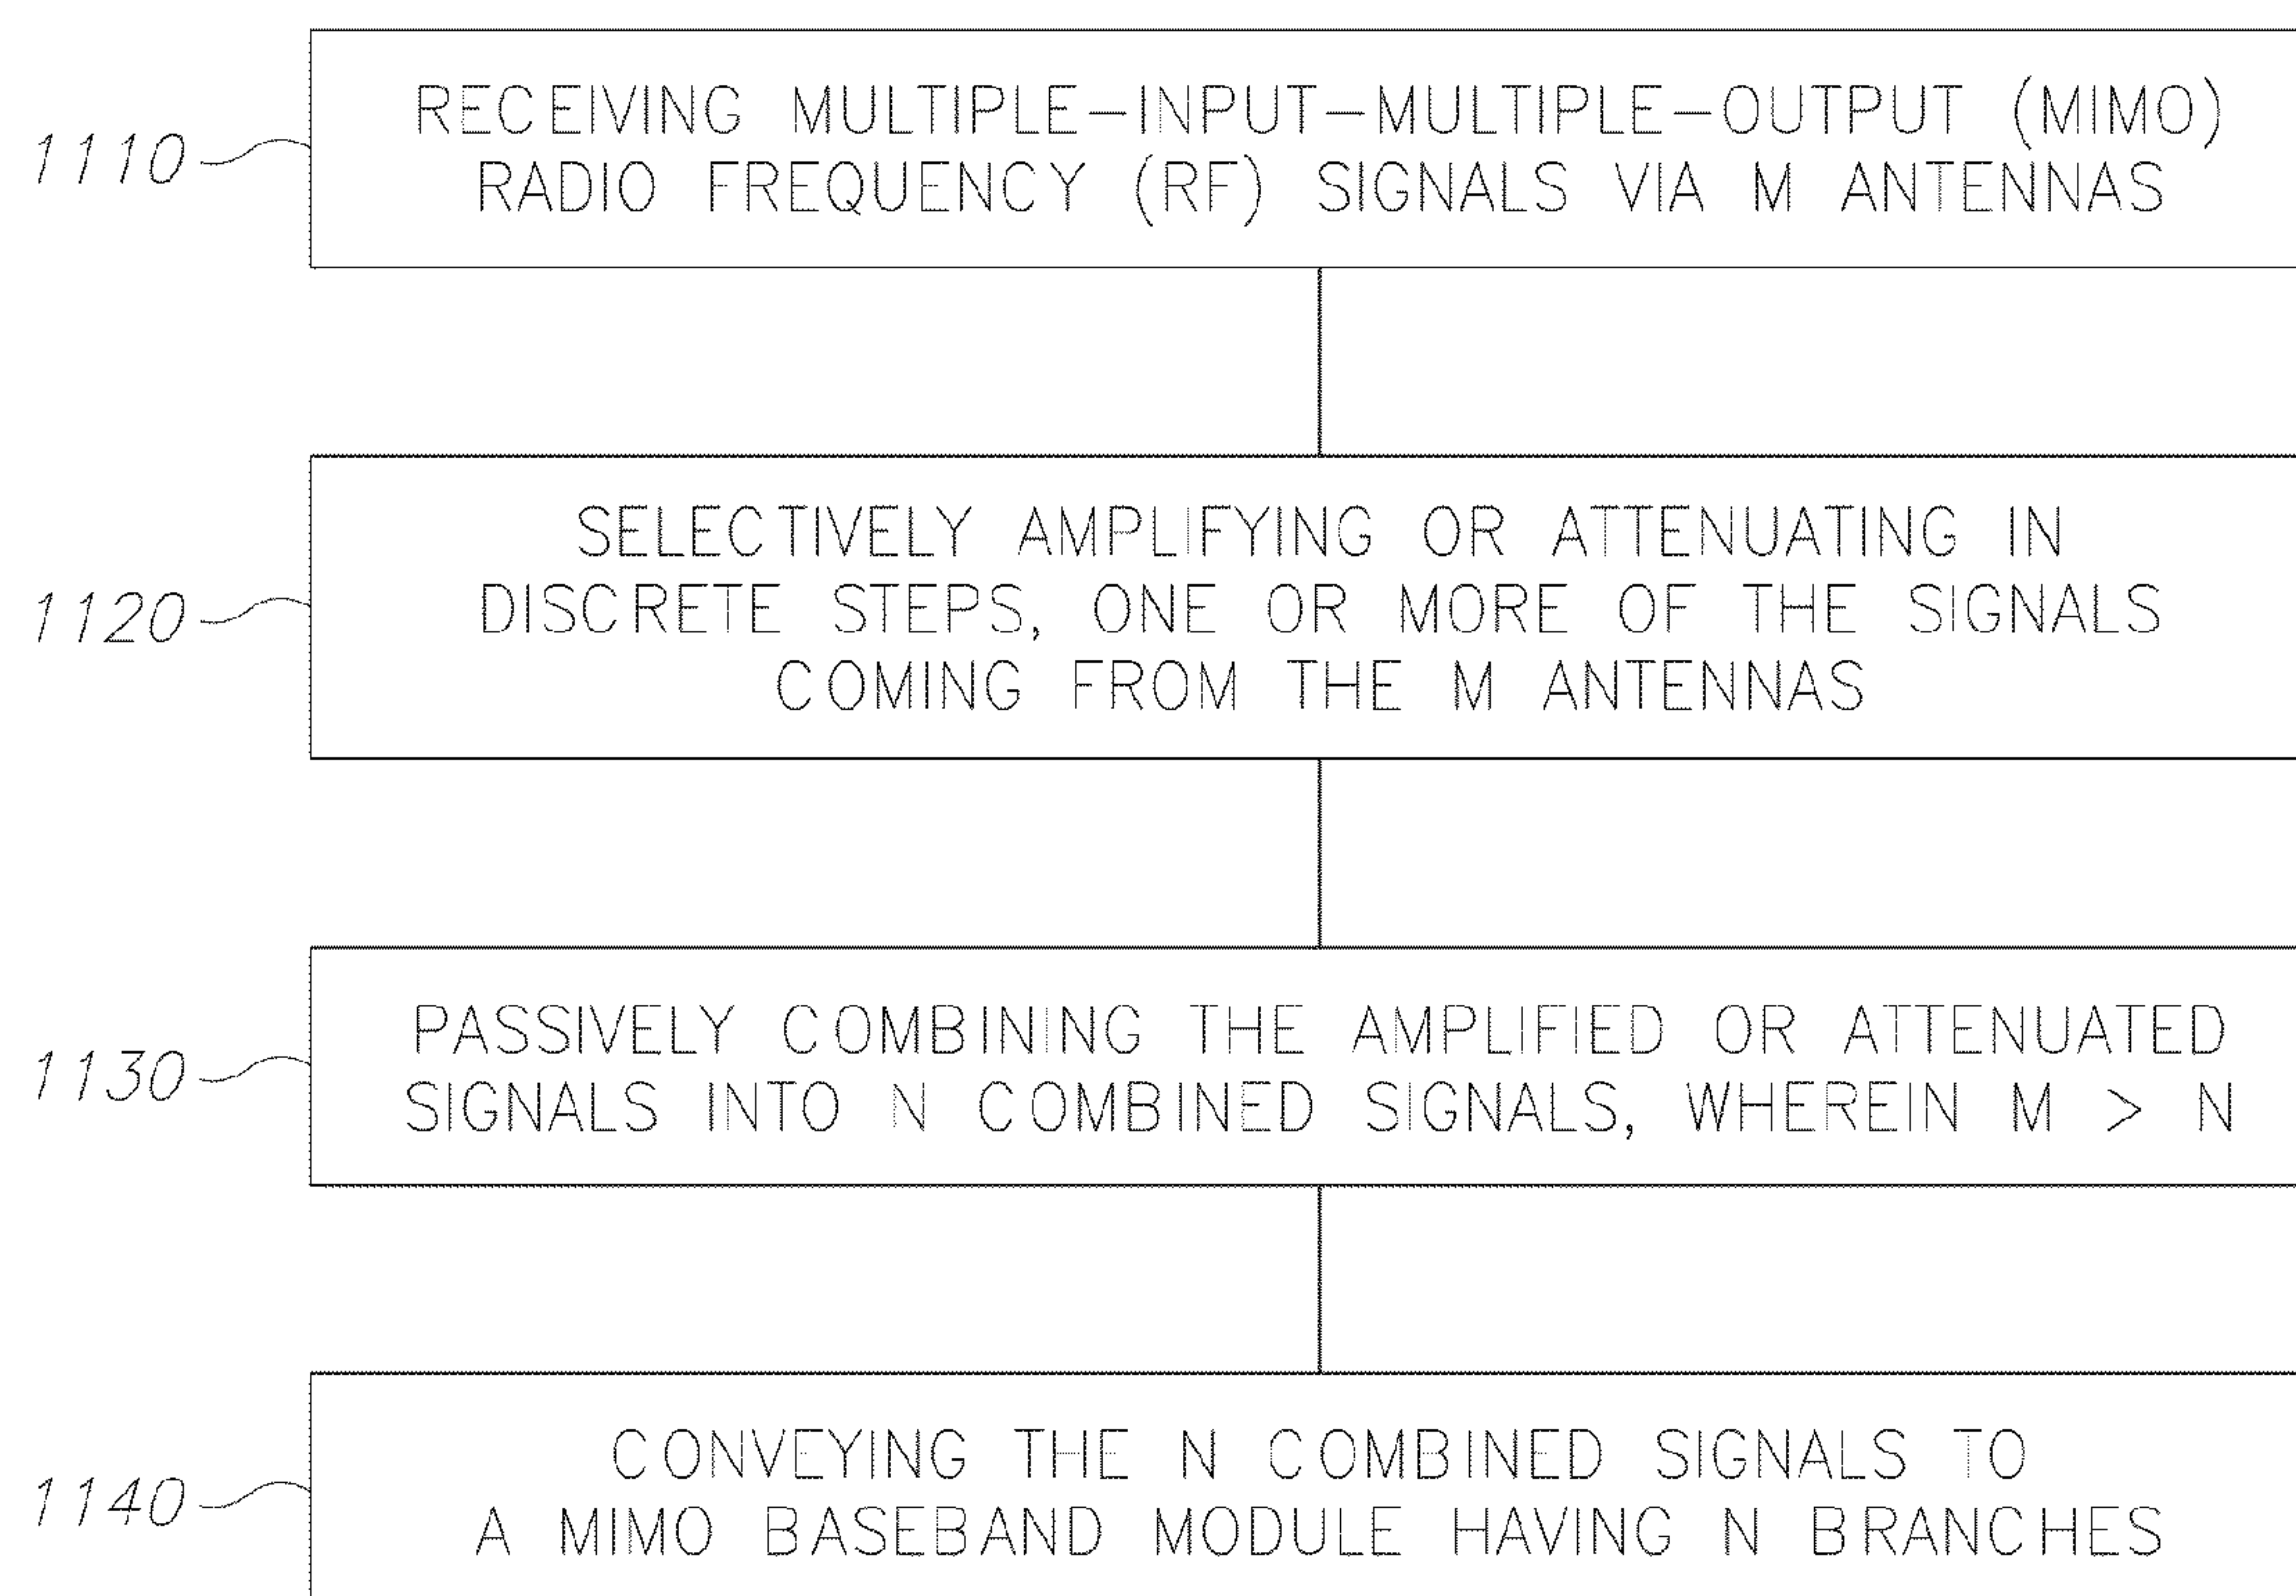 RECEIVING MULTIPLE-INPUT-MULTIPLE-OUTPUT (MIMO)
1110
RADIO FREQUENCY (RF) SIGNALS VIA M ANTENNAS
SELECTIVELY AMPLIFYING OR ATTENUATING IN
1120
DISCRETE STEPS, ONE OR MORE OF THE SIGNALS
COMING FROM THE M ANTENNAS
PASSIVELY COMBINING THE AMPLIFIED OR ATTENUATED
1130
SIGNALS INTO N COMBINED SIGNALS, WHEREIN M > N
CONVEYING THE N COMBINED SIGNALS TO
1140
A MIMO BASEBAND MODULE HAVING N BRANCHES